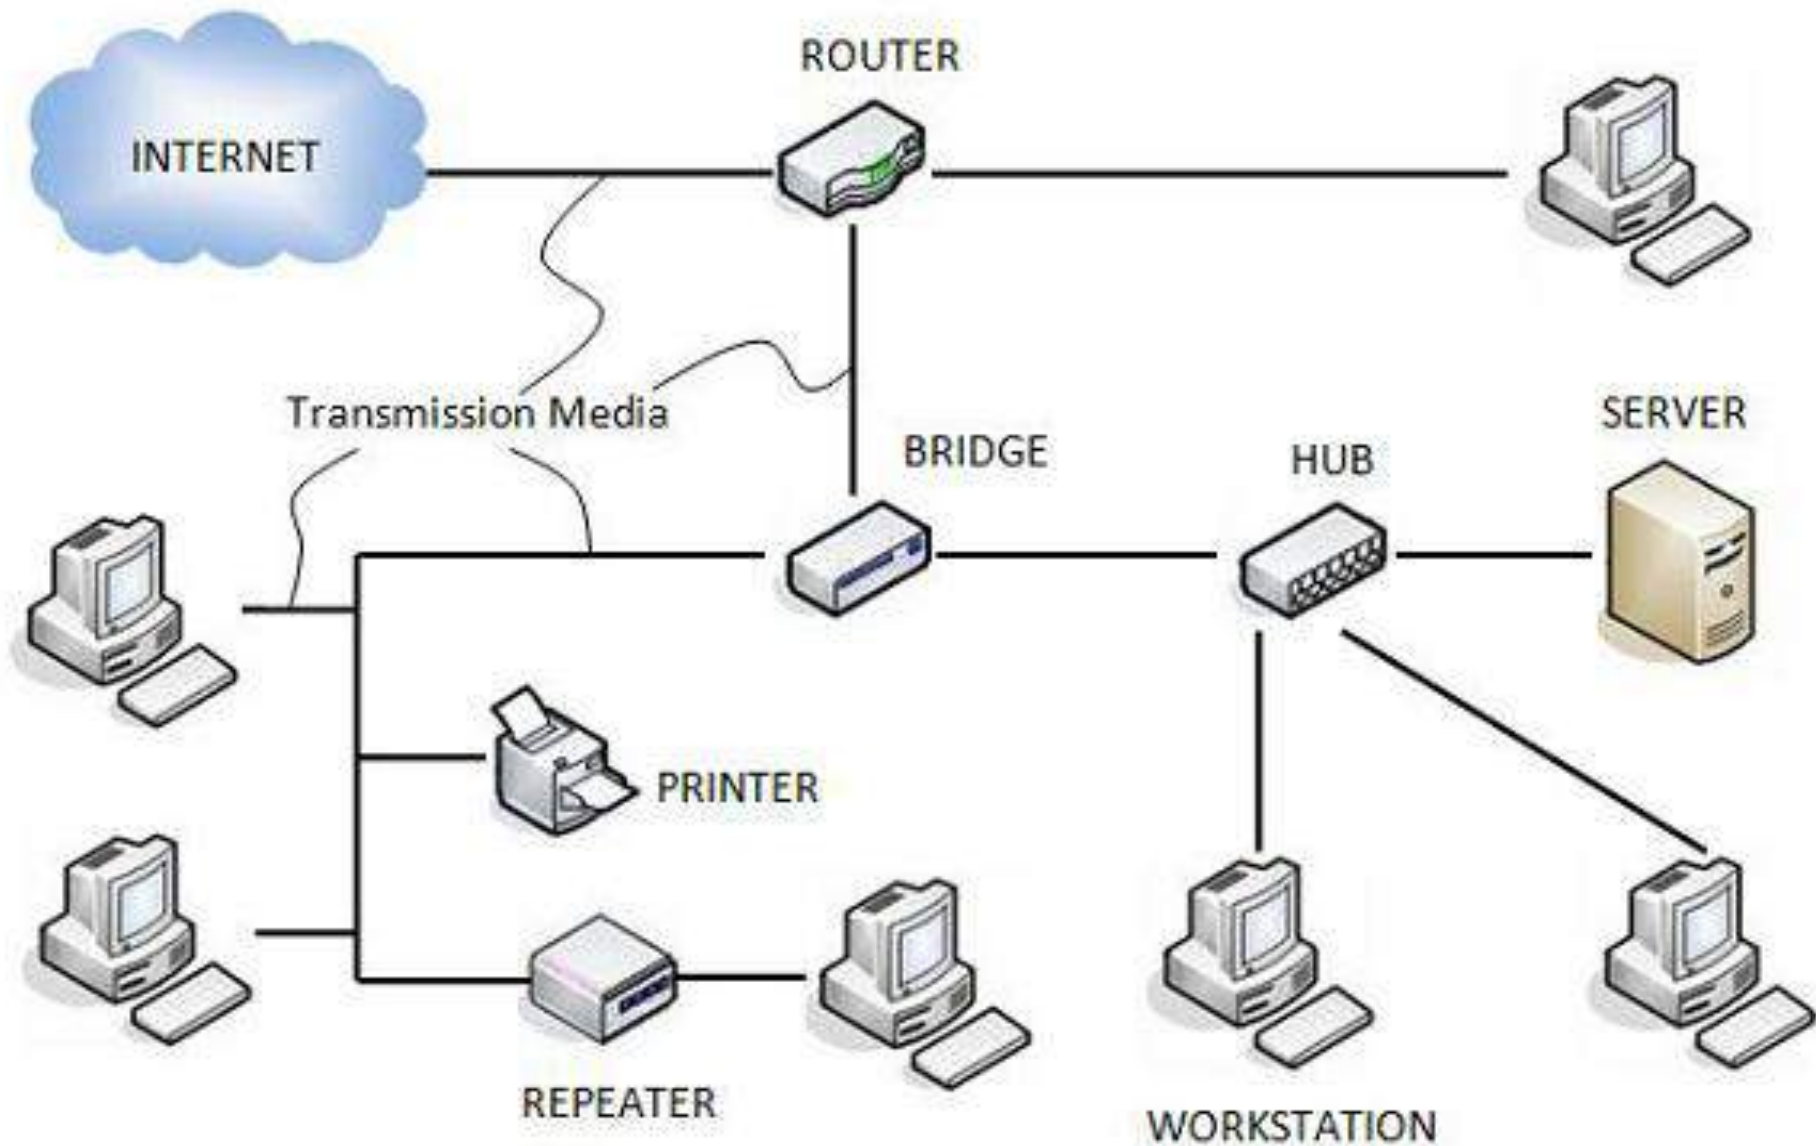 ROUTER
INTERNET
Transmission Media
SERVER
BRIDGE
HUB
PRINTER
REPEATER
WORKSTATION